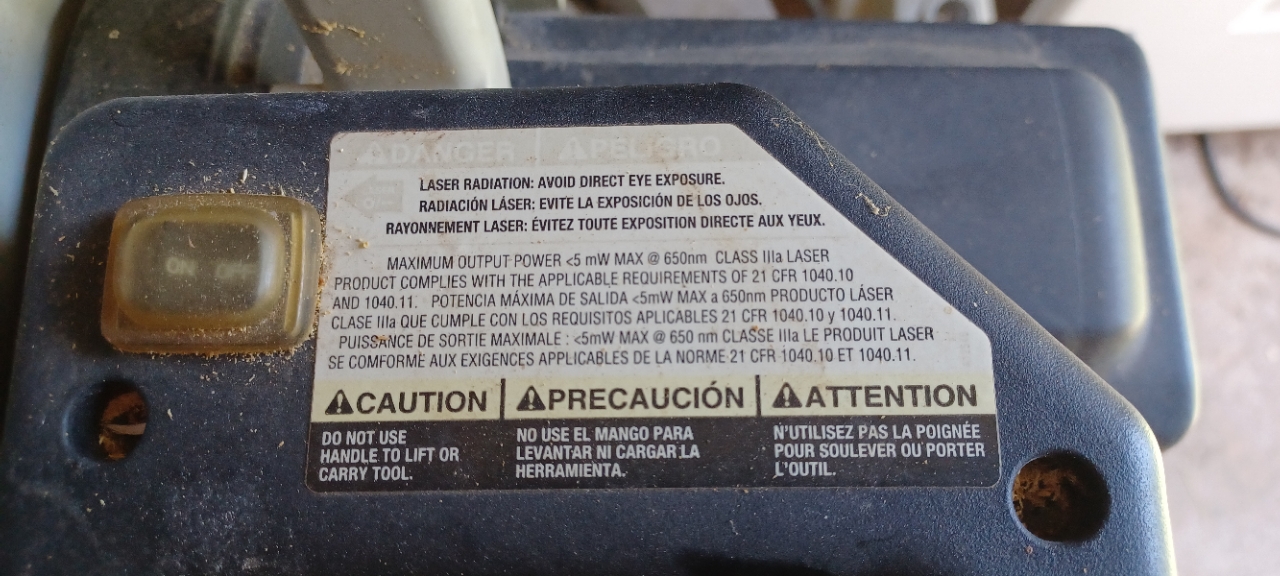 DANGER PELIGRO
LASER RADIATION: AVOID DIRECT EYE EXPOSURE.
RADIACIÓN LÁSER: EVITE LA EXPOSICIÓN DE LOS OJOS.
RAYONNEMENT LASER: ÉVITEZ TOUTE EXPOSITION DIRECTE AUX YEUX.
ON OFF
MAXIMUM OUTPUT POWER <5 mW MAX @ 650nm CLASS IIIa LASER
PRODUCT COMPLIES WITH THE APPLICABLE REQUIREMENTS OF 21 CFR 1040.10
AND 1040.11. POTENCIA MÁXIMA DE SALIDA <5mW MAX a 650nm PRODUCTO LÁSER
CLASE IIIa QUE CUMPLE CON LOS REQUISITOS APLICABLES 21 CFR 1040.10 y 1040.11.
PUISSANCE DE SORTIE MAXIMALE : <5mW MAX @ 650 nm CLASSE IIIa LE PRODUIT LASER
SE CONFORME AUX EXIGENCES APPLICABLES DE LA NORME 21 CFR 1040.10 ET 1040.11.
CAUTION PRECAUCIÓN ATTENTION
DO NOT USE
HANDLE TO LIFT OR
CARRY TOOL.
NO USE EL MANGO PARA
LEVANTAR NI CARGAR LA
HERRAMIENTA.
N'UTILISEZ PAS LA POIGNÉE
POUR SOULEVER OU PORTER
L'OUTIL.